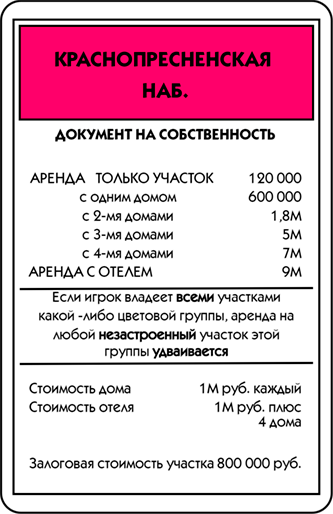 КРАСНОПРЕСНЕНСКАЯ
НАБ.
ДОКУМЕНТ НА СОБСТВЕННОСТЬ
АРЕНДА ТОЛЬКО УЧАСТОК 120 000
с одним домом 600 000
с 2-мя домами 1,8М
с 3-мя домами 5М
с 4-мя домами 7М
АРЕНДА С ОТЕЛЕМ 9М
Если игрок владеет всеми участками
какой -либо цветовой группы, аренда на
любой незастроенный участок этой
группы удваивается
Стоимость дома 1М руб. каждый
Стоимость отеля 1М руб. плюс
4 дома
Залоговая стоимость участка 800 000 руб.